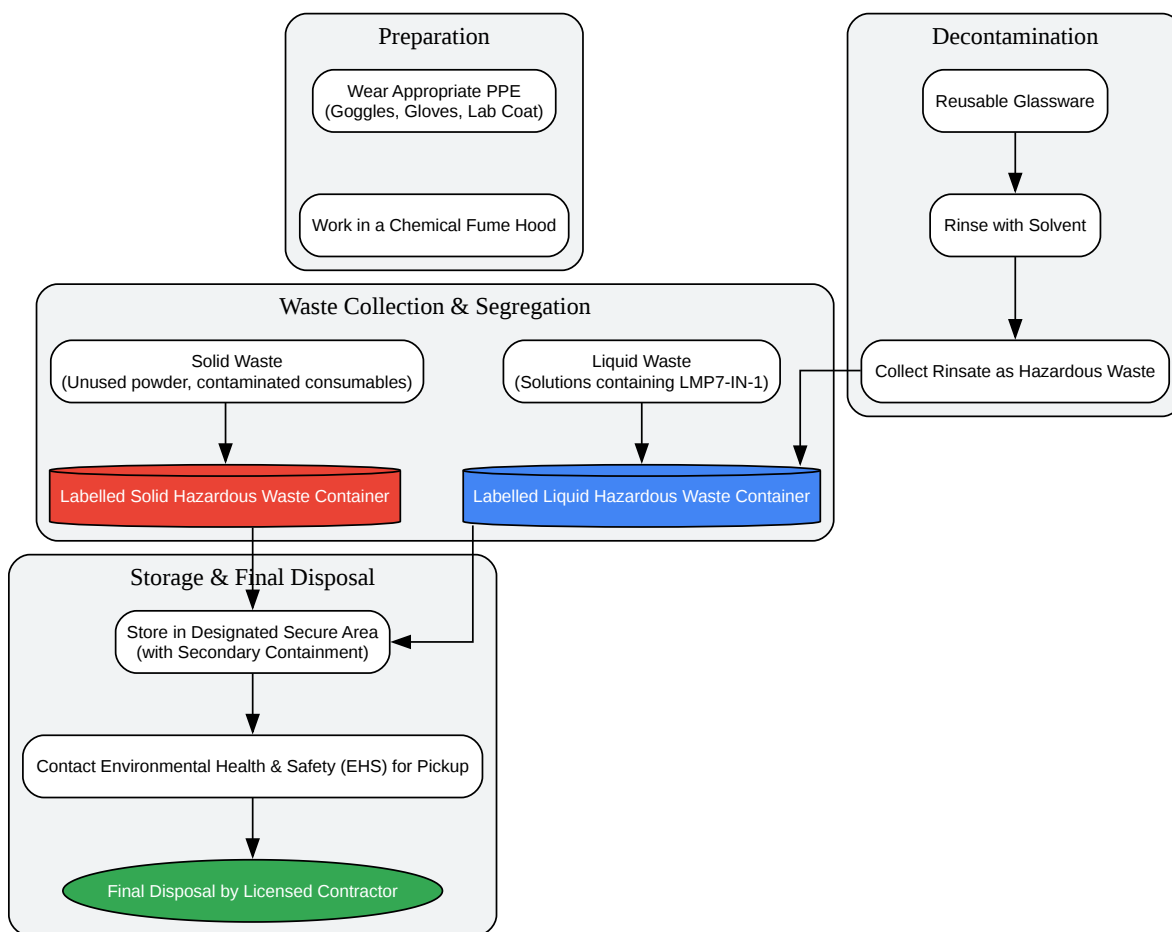 Preparation
Wear Appropriate PPE
(Goggles, Gloves, Lab Coat)
Work in a Chemical Fume Hood
Decontamination
Reusable Glassware
Rinse with Solvent
Collect Rinsate as Hazardous Waste
Waste Collection & Segregation
Solid Waste
(Unused powder, contaminated consumables)
Liquid Waste
(Solutions containing LMP7-IN-1)
Labelled Solid Hazardous Waste Container
Labelled Liquid Hazardous Waste Container
Storage & Final Disposal
Store in Designated Secure Area
(with Secondary Containment)
Contact Environmental Health & Safety (EHS) for Pickup
Final Disposal by Licensed Contractor